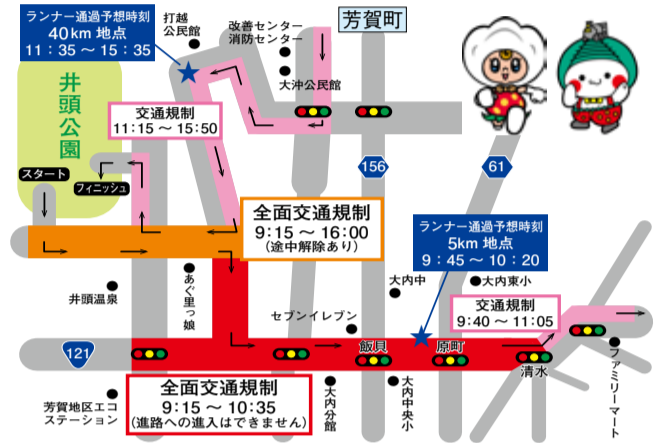 ランナー通過予想時刻
40km 地点
11：35 ～ 15：35
打越
公民館
改善センター
消防センター
芳賀町
大沖公民館
井頭公園
交通規制
11:15 ～ 15:50
スタート
フィニッシュ
156
61
全面交通規制
9:15 ～ 16:00
(途中解除あり)
ランナー通過予想時刻
5km 地点
9：45 ～ 10：20
井頭温泉
あぐ里っ娘
セブンイレブン
大内中
大内東小
交通規制
9:40 ～ 11:05
121
飯貝
原町
清水
ファミリーマート
芳賀地区エコ
ステーション
全面交通規制
9:15 ～ 10:35
(進路への進入はできません)
大内分館
大内中央小